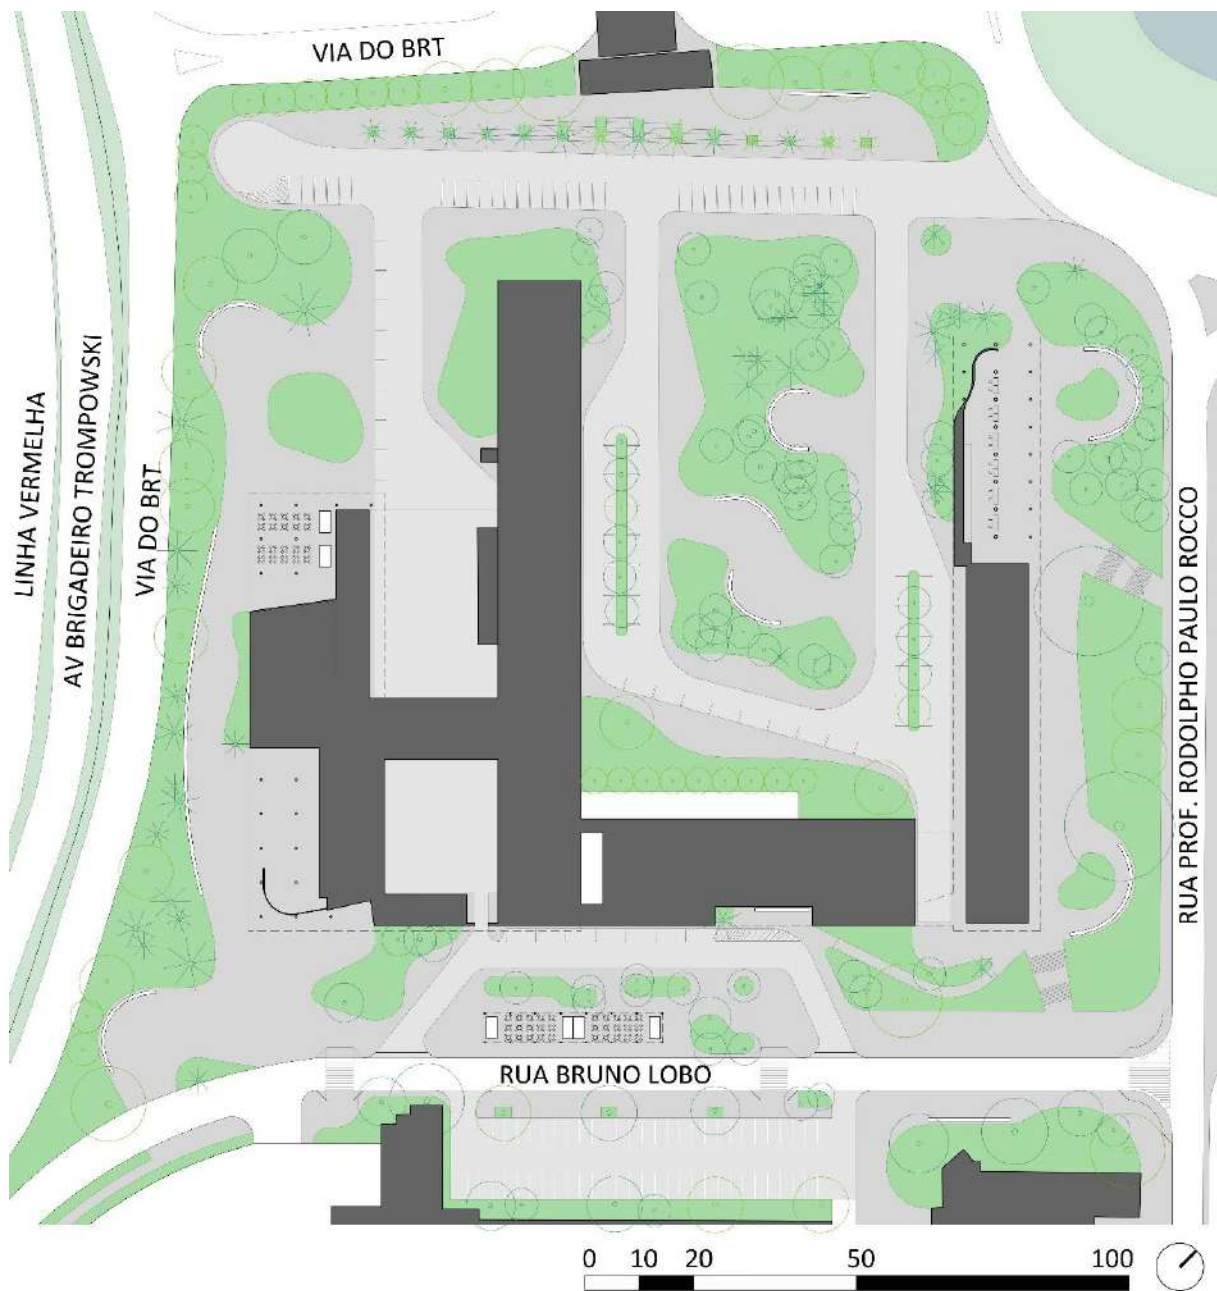 VIA DO BRT
LINHA VERMELHA
AV BRIGADEIRO TROMPOWSKI
VIA DO BRT
RUA PROF. RODOLPHO PAULO ROCCO
RUA BRUNO LOBO
0 10 20 50 100